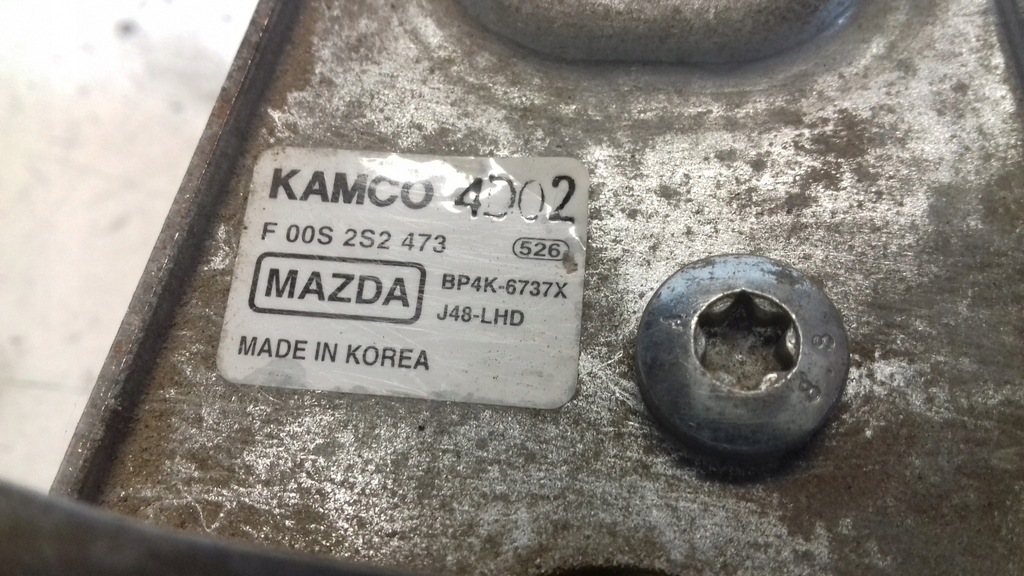 KAMCO 4D02
F 00S 2S2 473 526
MAZDA BP4K-6737X
J48-LHD
MADE IN KOREA